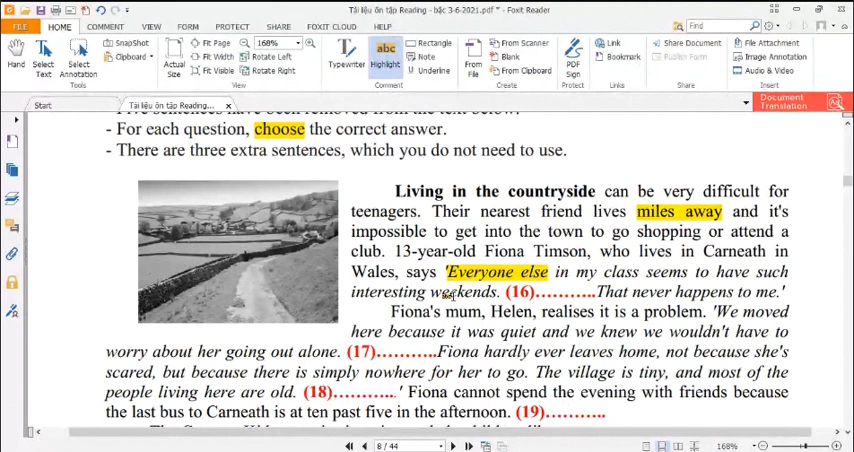 Tài liệu ôn tập Reading - bậc 3-6-2021.pdf * - Foxit Reader
FILE HOME COMMENT VIEW FORM PROTECT SHARE FOXIT CLOUD HELP Find
Hand
Select Text
Select Annotation
SnapShot
Clipboard
Tools
Actual Size
Fit Page
Fit Width
Fit Visible
168%
Rotate Left
Rotate Right
View
Typewriter
Highlight
Rectangle
Note
Underline
Comment
From File
From Scanner
Blank
From Clipboard
Create
PDF Sign
Protect
Link
Bookmark
Links
Share Document
Publish Form
Share
File Attachment
Image Annotation
Audio & Video
Insert
Start Tài liệu ôn tập Reading...
Document Translation
- Five sentences have been removed from the text below.
- For each question, choose the correct answer.
- There are three extra sentences, which you do not need to use.
Living in the countryside can be very difficult for
teenagers. Their nearest friend lives miles away and it's
impossible to get into the town to go shopping or attend a
club. 13-year-old Fiona Timson, who lives in Carneath in
Wales, says 'Everyone else in my class seems to have such
interesting weekends. (16)……….. That never happens to me.'
Fiona's mum, Helen, realises it is a problem. 'We moved
here because it was quiet and we knew we wouldn't have to
worry about her going out alone. (17)………..Fiona hardly ever leaves home, not because she's
scared, but because there is simply nowhere for her to go. The village is tiny, and most of the
people living here are old. (18)………..' Fiona cannot spend the evening with friends because
the last bus to Carneath is at ten past five in the afternoon. (19)………..
8 / 44
168%